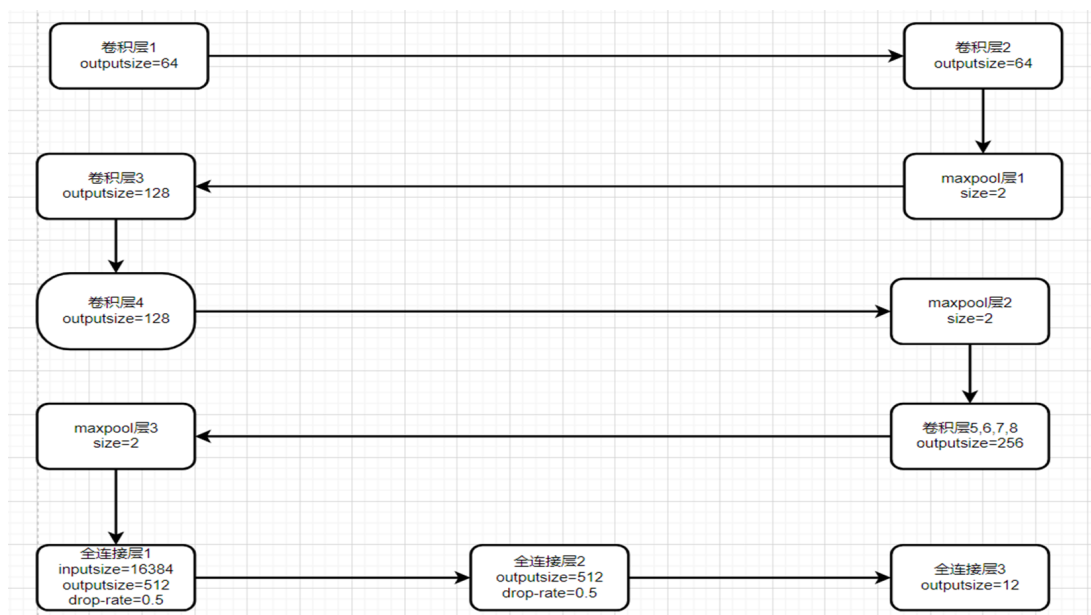 卷积层1
outputsize=64
卷积层2
outputsize=64
maxpool层1
size=2
卷积层3
outputsize=128
卷积层4
outputsize=128
maxpool层2
size=2
卷积层5,6,7,8
outputsize=256
maxpool层3
size=2
全连接层1
inputsize=16384
outputsize=512
drop-rate=0.5
全连接层2
outputsize=512
drop-rate=0.5
全连接层3
outputsize=12